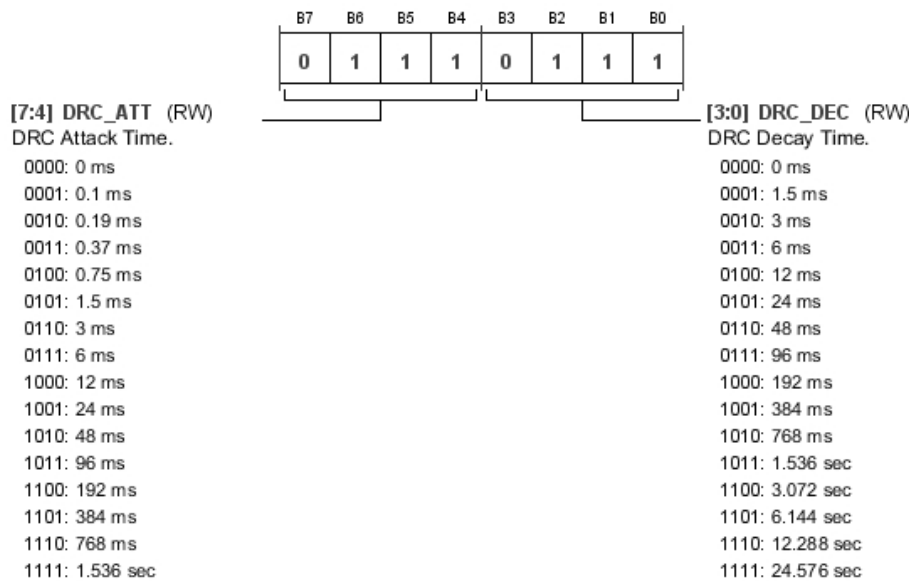 B7 B6 B5 B4 B3 B2 B1 B0
0 1 1 1 0 1 1 1
[7:4] DRC_ATT (RW)
DRC Attack Time.
0000: 0 ms
0001: 0.1 ms
0010: 0.19 ms
0011: 0.37 ms
0100: 0.75 ms
0101: 1.5 ms
0110: 3 ms
0111: 6 ms
1000: 12 ms
1001: 24 ms
1010: 48 ms
1011: 96 ms
1100: 192 ms
1101: 384 ms
1110: 768 ms
1111: 1.536 sec
[3:0] DRC_DEC (RW)
DRC Decay Time.
0000: 0 ms
0001: 1.5 ms
0010: 3 ms
0011: 6 ms
0100: 12 ms
0101: 24 ms
0110: 48 ms
0111: 96 ms
1000: 192 ms
1001: 384 ms
1010: 768 ms
1011: 1.536 sec
1100: 3.072 sec
1101: 6.144 sec
1110: 12.288 sec
1111: 24.576 sec